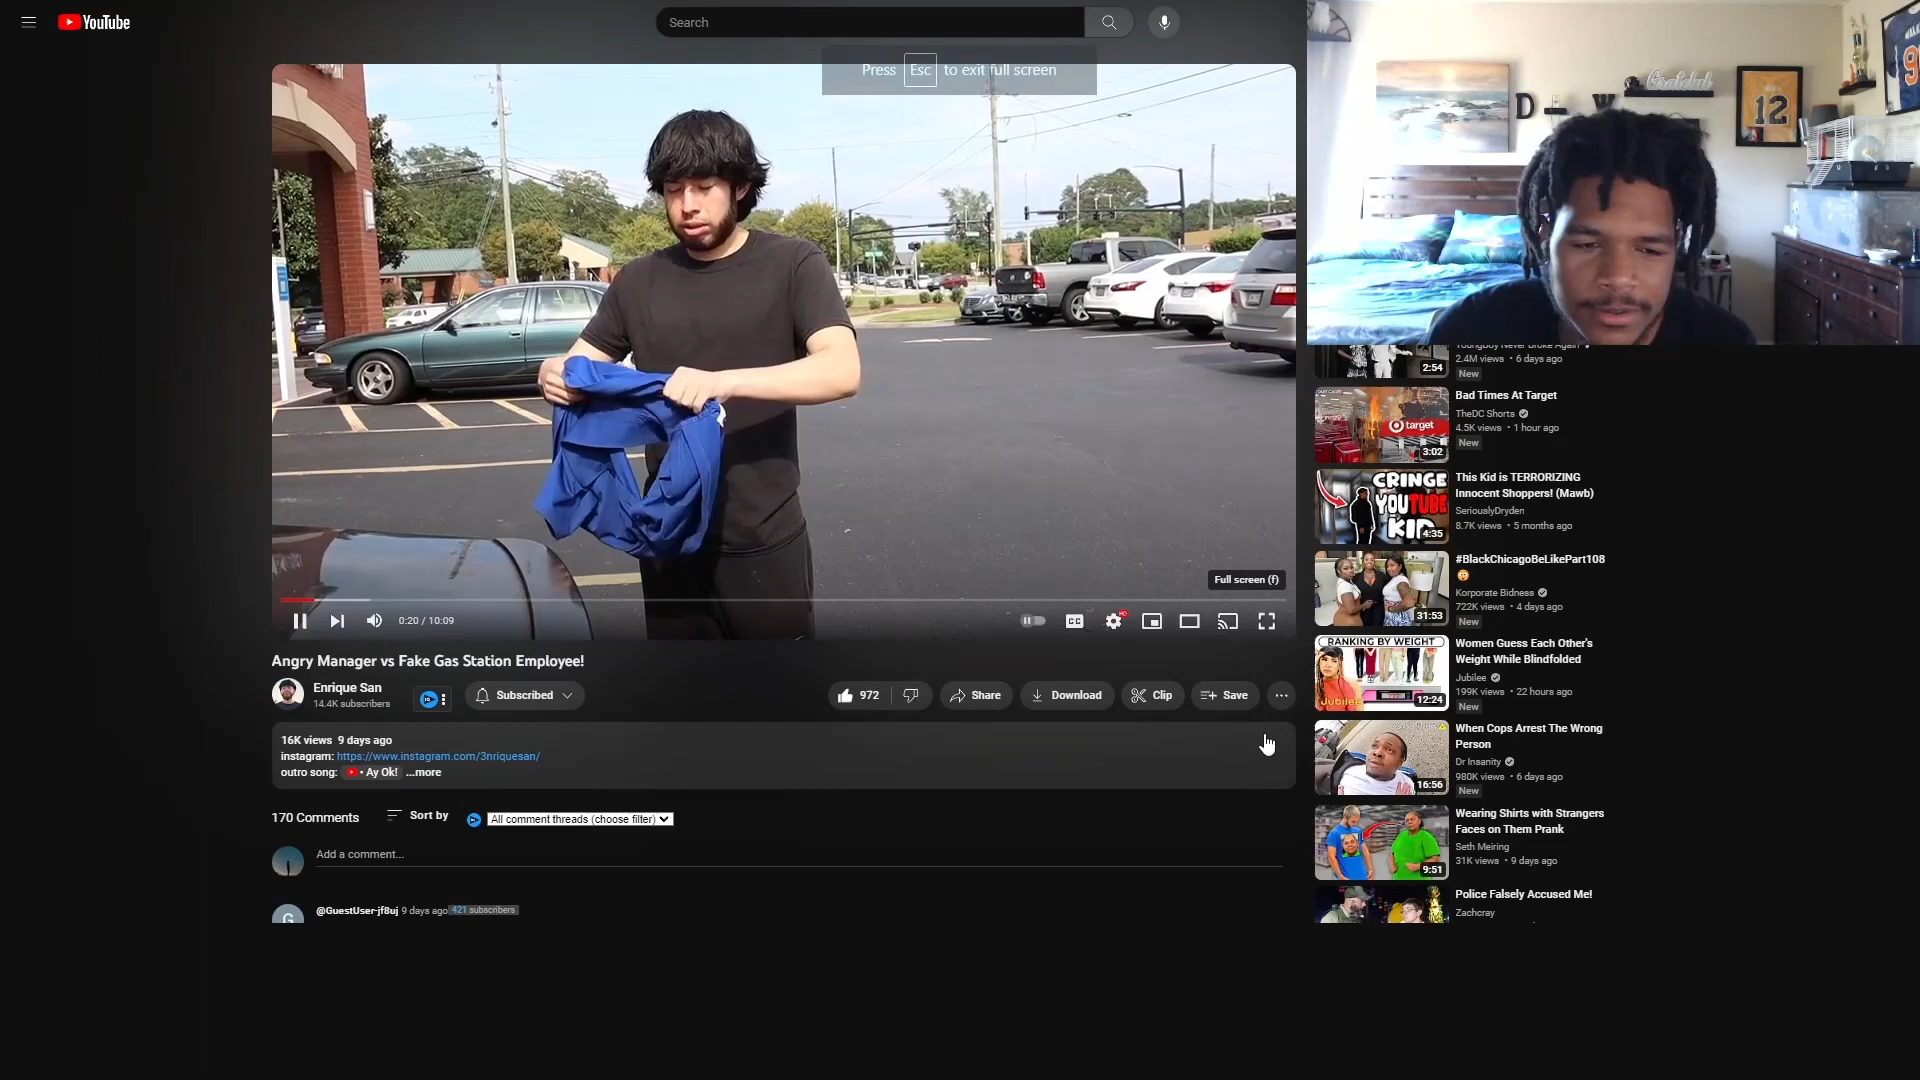 YouTube
Search
Press Esc to exit full screen
Full screen (f)
0:20 / 10:09
CC
HD
Angry Manager vs Fake Gas Station Employee!
Enrique San
14.4K subscribers
Subscribed
972
Share
Download
Clip
Save
16K views 9 days ago
instagram: https://www.instagram.com/3nriquesan/
outro song: Ay Ok! ...more
170 Comments
Sort by
All comment threads (choose filter)
Add a comment...
G
@GuestUser-jf8uj 9 days ago 421 subscribers
Grateful
D W
12
2.4M views • 6 days ago
New
2:54
Bad Times At Target
TheDC Shorts
4.5K views • 1 hour ago
New
target
3:02
This Kid is TERRORIZING
Innocent Shoppers! (Mawb)
SeriouslyDryden
8.7K views • 5 months ago
CRINGE
YOUTUBE
KID
4:35
#BlackChicagoBeLikePart108
Korporate Bidness
722K views • 4 days ago
New
31:53
Women Guess Each Other's
Weight While Blindfolded
Jubilee
199K views • 22 hours ago
New
RANKING BY WEIGHT
Jubilee
12:24
When Cops Arrest The Wrong
Person
Dr Insanity
980K views • 6 days ago
New
16:56
Wearing Shirts with Strangers
Faces on Them Prank
Seth Meiring
31K views • 9 days ago
9:51
Police Falsely Accused Me!
Zachcray